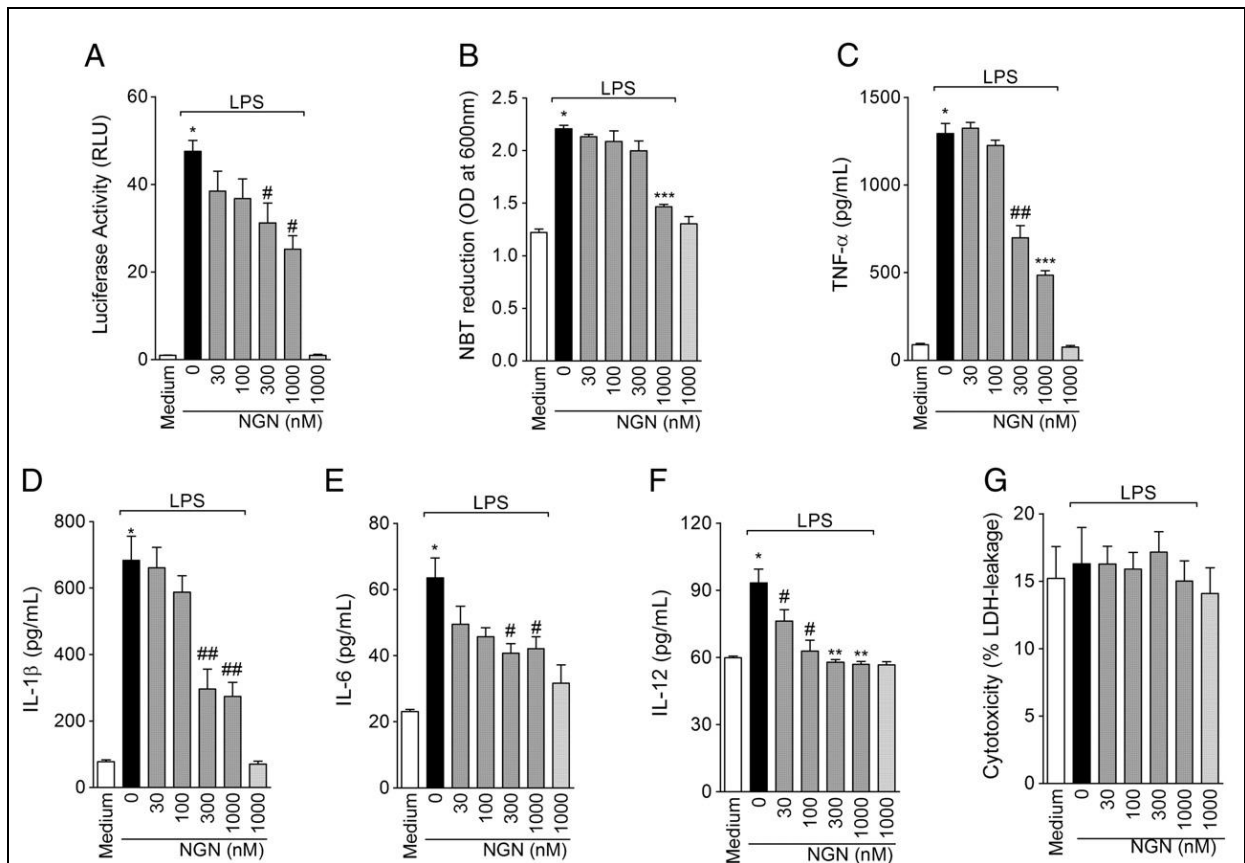 A
LPS
Luciferase Activity (RLU)
60
40
20
0
*
#
#
Medium
0
30
100
300
1000
1000
NGN (nM)
B
LPS
NBT reduction (OD at 600nm)
2.5
2.0
1.5
1.0
0.5
0.0
*
***
Medium
0
30
100
300
1000
1000
NGN (nM)
C
LPS
TNF-α (pg/mL)
1500
1000
500
0
*
##
***
Medium
0
30
100
300
1000
1000
NGN (nM)
D
LPS
IL-1β (pg/mL)
800
600
400
200
0
*
##
##
Medium
0
30
100
300
1000
1000
NGN (nM)
E
LPS
IL-6 (pg/mL)
80
60
40
20
0
*
#
#
Medium
0
30
100
300
1000
1000
NGN (nM)
F
LPS
IL-12 (pg/mL)
120
90
60
30
0
*
#
#
**
**
Medium
0
30
100
300
1000
1000
NGN (nM)
G
LPS
Cytotoxicity (% LDH-leakage)
20
15
10
5
0
Medium
0
30
100
300
1000
1000
NGN (nM)